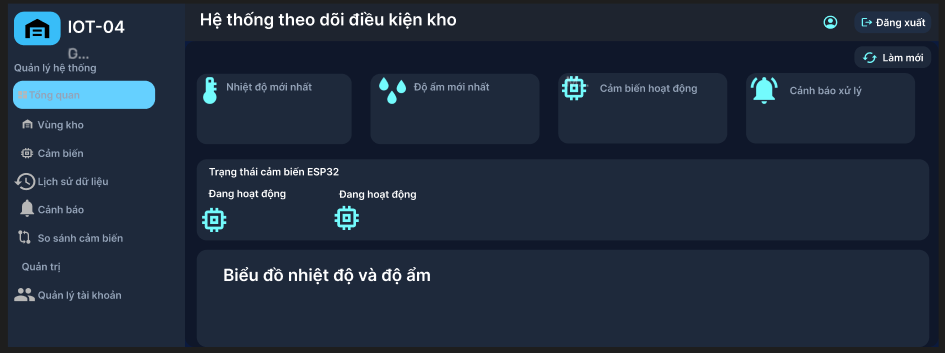 IOT-04
G...
Quản lý hệ thống
Tổng quan
Vùng kho
Cảm biến
Lịch sử dữ liệu
Cảnh báo
So sánh cảm biến
Quản trị
Quản lý tài khoản
Hệ thống theo dõi điều kiện kho
Đăng xuất
Làm mới
Nhiệt độ mới nhất
Độ ẩm mới nhất
Cảm biến hoạt động
Cảnh báo xử lý
Trạng thái cảm biến ESP32
Đang hoạt động
Đang hoạt động
Biểu đồ nhiệt độ và độ ẩm